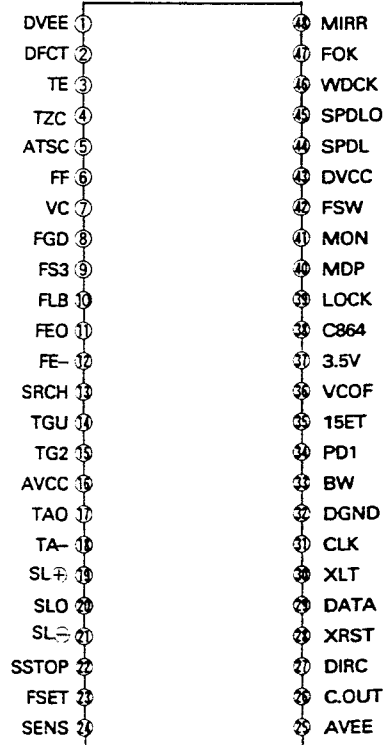 DVEE 1 48 MIRR
DFCT 2 47 FOK
TE 3 46 WDCK
TZC 4 45 SPDLO
ATSC 5 44 SPDL
FF 6 43 DVCC
VC 7 42 FSW
FGD 8 41 MON
FS3 9 40 MDP
FLB 10 39 LOCK
FEO 11 38 C864
FE− 12 37 3.5V
SRCH 13 36 VCOF
TGU 14 35 15ET
TG2 15 34 PD1
AVCC 16 33 BW
TAO 17 32 DGND
TA− 18 31 CLK
SL⊕ 19 30 XLT
SLO 20 29 DATA
SL⊖ 21 28 XRST
SSTOP 22 27 DIRC
FSET 23 26 C.OUT
SENS 24 25 AVEE